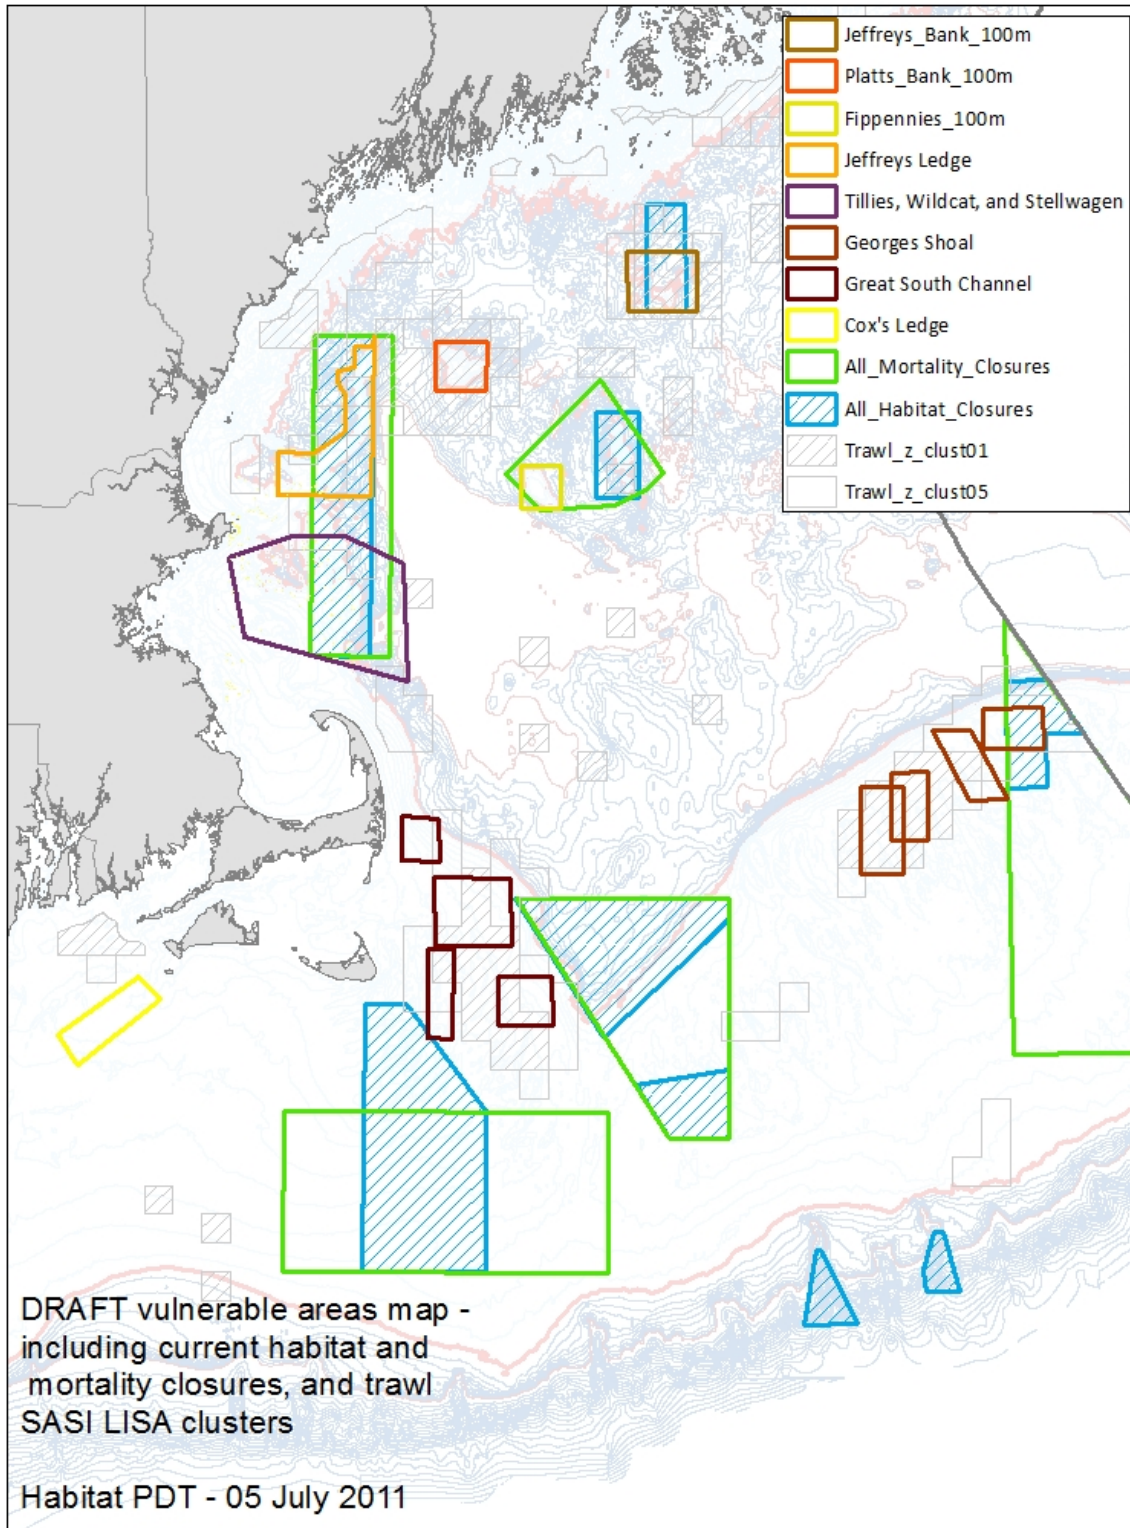 Jeffreys_Bank_100m
Platts_Bank_100m
Fippennies_100m
Jeffreys Ledge
Tillies, Wildcat, and Stellwagen
Georges Shoal
Great South Channel
Cox's Ledge
All_Mortality_Closures
All_Habitat_Closures
Trawl_z_clust01
Trawl_z_clust05
DRAFT vulnerable areas map -
including current habitat and
mortality closures, and trawl
SASI LISA clusters
Habitat PDT - 05 July 2011